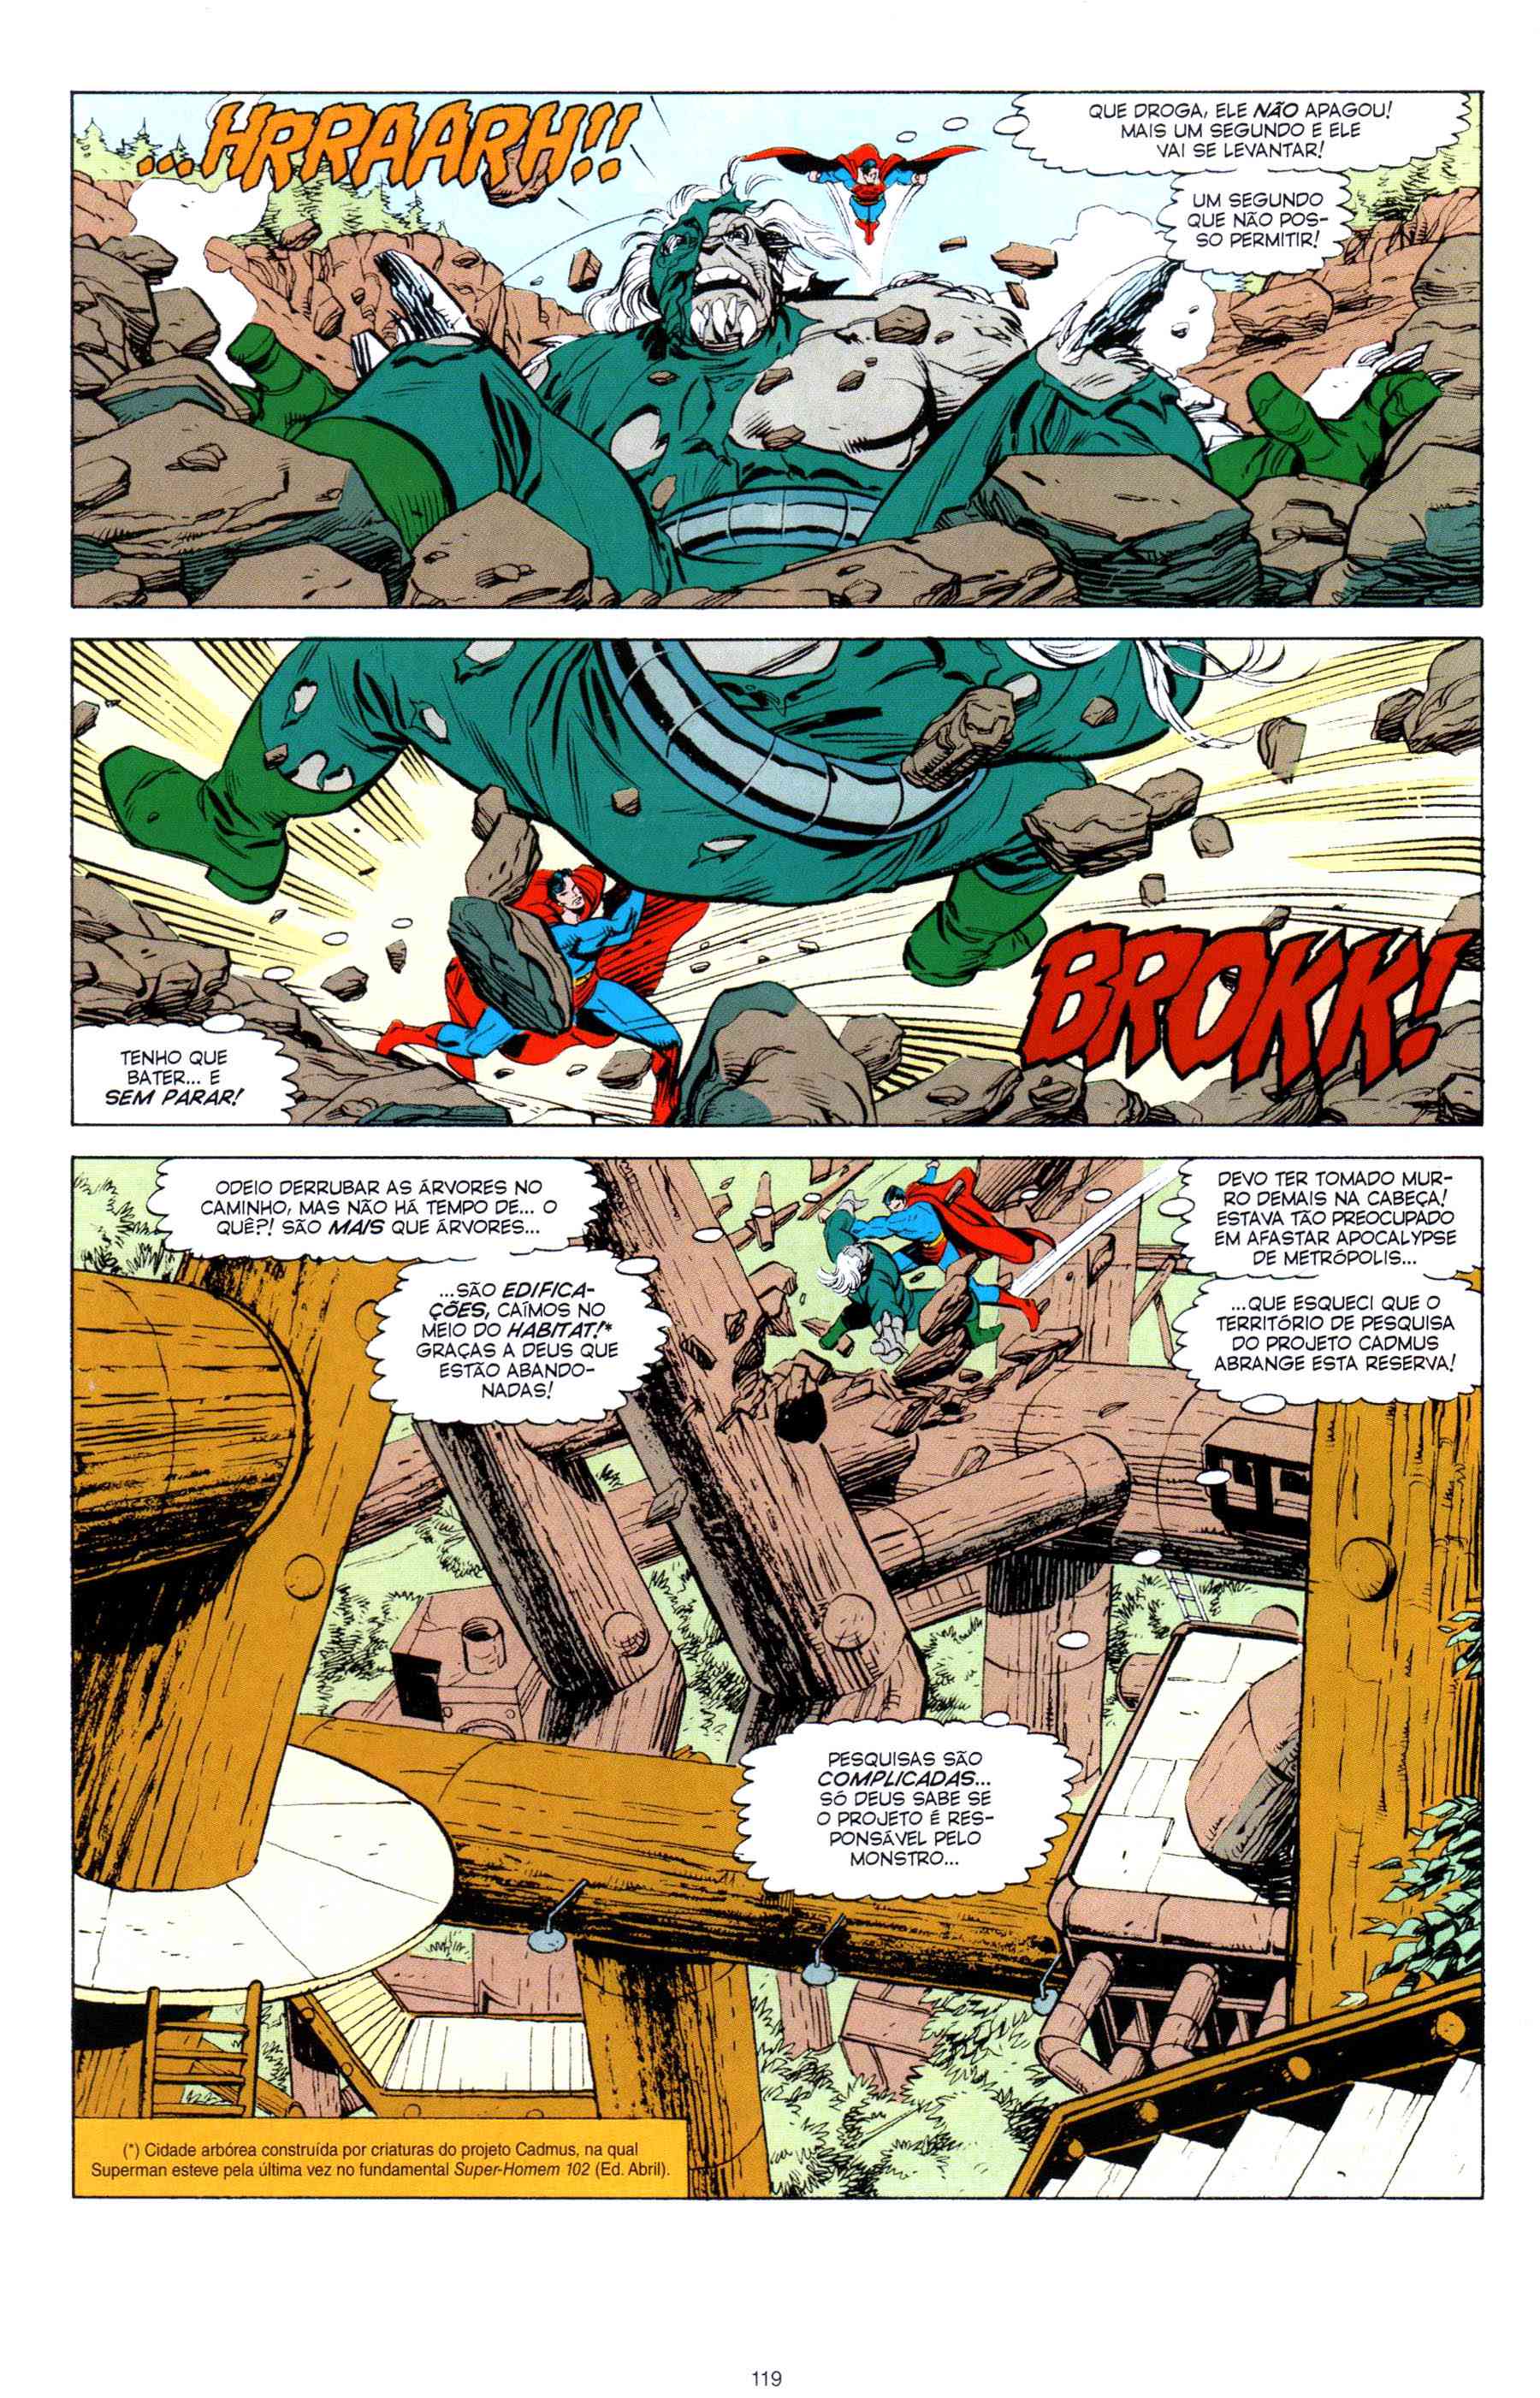 ...HRRAARH!!
QUE DROGA, ELE NÃO APAGOU!
MAIS UM SEGUNDO E ELE
VAI SE LEVANTAR!
UM SEGUNDO
QUE NÃO POS-
SO PERMITIR!
TENHO QUE
BATER... E
SEM PARAR!
BROKK!
ODEIO DERRUBAR AS ÁRVORES NO
CAMINHO, MAS NÃO HÁ TEMPO DE... O
QUÊ?! SÃO MAIS QUE ÁRVORES...
...SÃO EDIFICA-
ÇÕES, CAÍMOS NO
MEIO DO HABITAT!*
GRAÇAS A DEUS QUE
ESTÃO ABANDO-
NADAS!
DEVO TER TOMADO MUR-
RO DEMAIS NA CABEÇA!
ESTAVA TÃO PREOCUPADO
EM AFASTAR APOCALYPSE
DE METRÓPOLIS...
...QUE ESQUECI QUE O
TERRITÓRIO DE PESQUISA
DO PROJETO CADMUS
ABRANGE ESTA RESERVA!
PESQUISAS SÃO
COMPLICADAS...
SÓ DEUS SABE SE
O PROJETO É RES-
PONSÁVEL PELO
MONSTRO...
(*) Cidade arbórea construída por criaturas do projeto Cadmus, na qual
Superman esteve pela última vez no fundamental Super-Homem 102 (Ed. Abril).
119